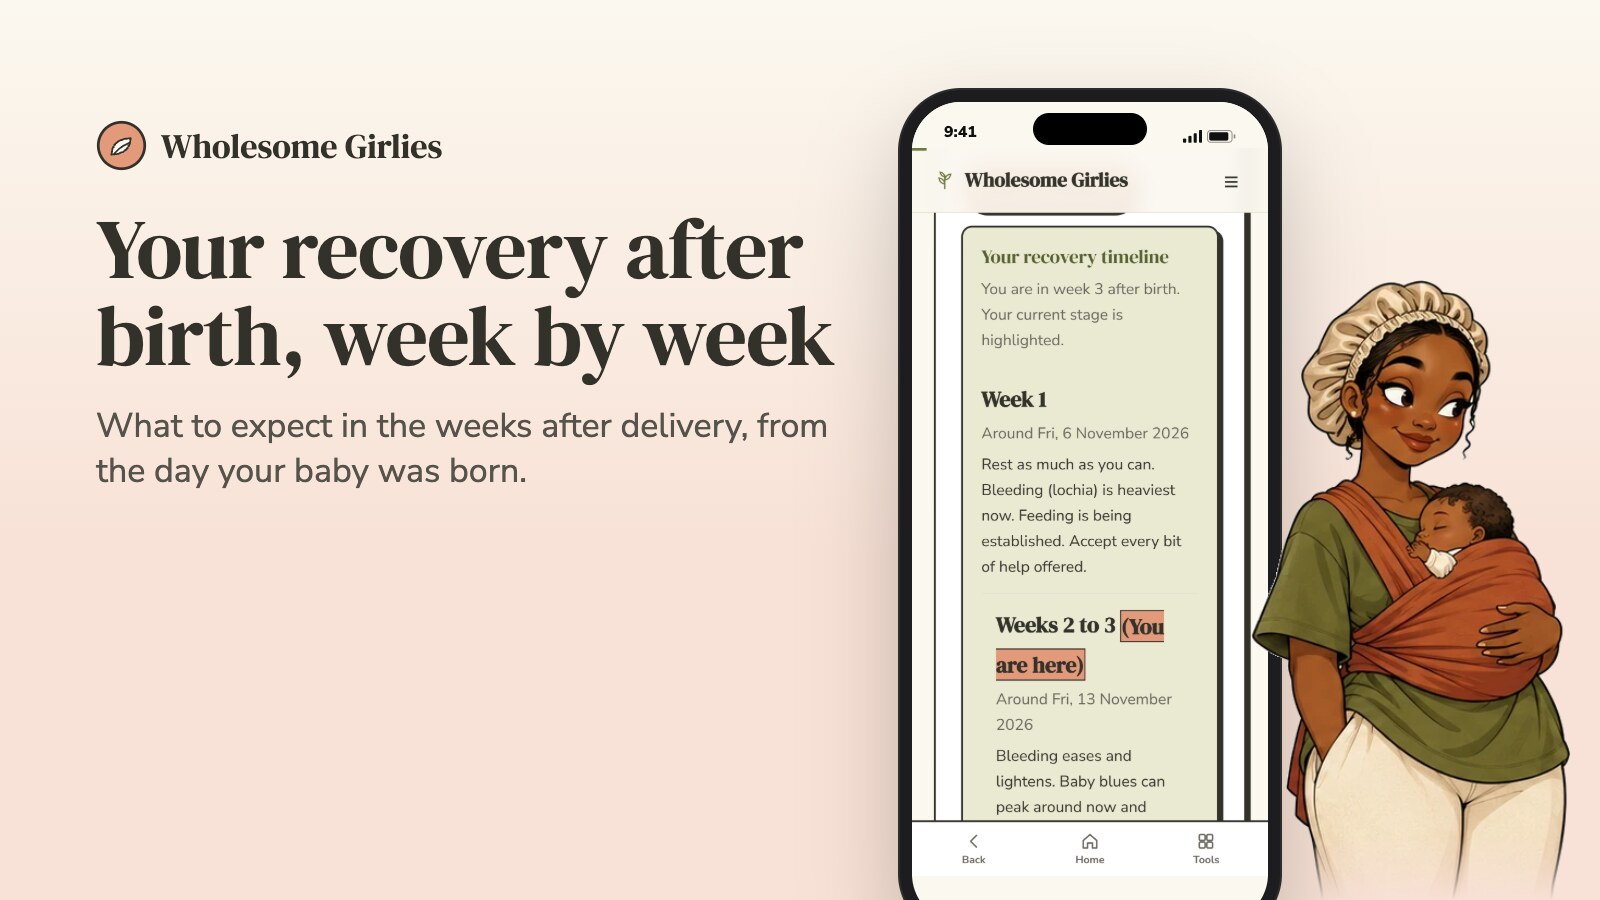 Wholesome Girlies
Your recovery after
birth, week by week
What to expect in the weeks after delivery, from
the day your baby was born.
9:41
Wholesome Girlies
Your recovery timeline
You are in week 3 after birth.
Your current stage is
highlighted.
Week 1
Around Fri, 6 November 2026
Rest as much as you can.
Bleeding (lochia) is heaviest
now. Feeding is being
established. Accept every bit
of help offered.
Weeks 2 to 3 (You
are here)
Around Fri, 13 November
2026
Bleeding eases and
lightens. Baby blues can
peak around now and
Back
Home
Tools